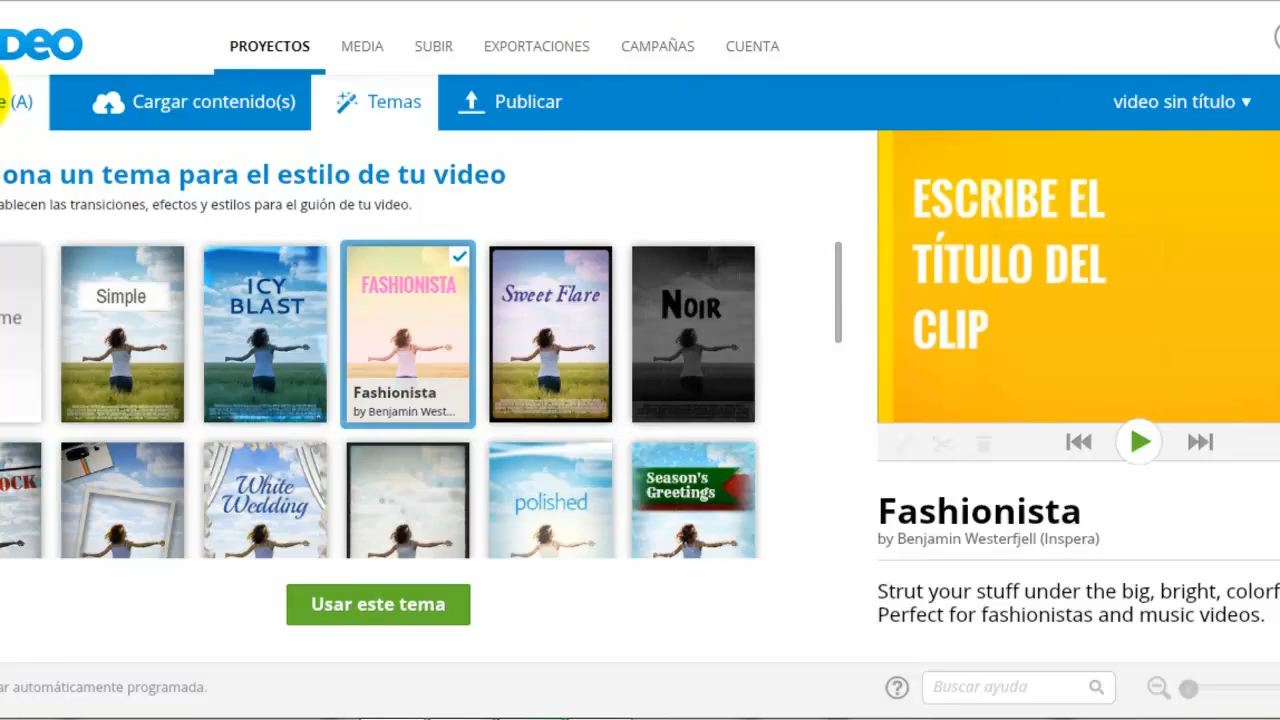 DEO
PROYECTOS MEDIA SUBIR EXPORTACIONES CAMPAÑAS CUENTA
e (A) Cargar contenido(s) Temas Publicar video sin título ▾
ona un tema para el estilo de tu video
ablecen las transiciones, efectos y estilos para el guión de tu video.
me
Simple
ICY
BLAST
FASHIONISTA
Fashionista
by Benjamin West...
Sweet Flare
NOIR
OCK
White
Wedding
polished
Season's
Greetings
Usar este tema
ESCRIBE EL
TÍTULO DEL
CLIP
Fashionista
by Benjamin Westerfjell (Inspera)
Strut your stuff under the big, bright, colorf
Perfect for fashionistas and music videos.
ar automáticamente programada.
? Buscar ayuda